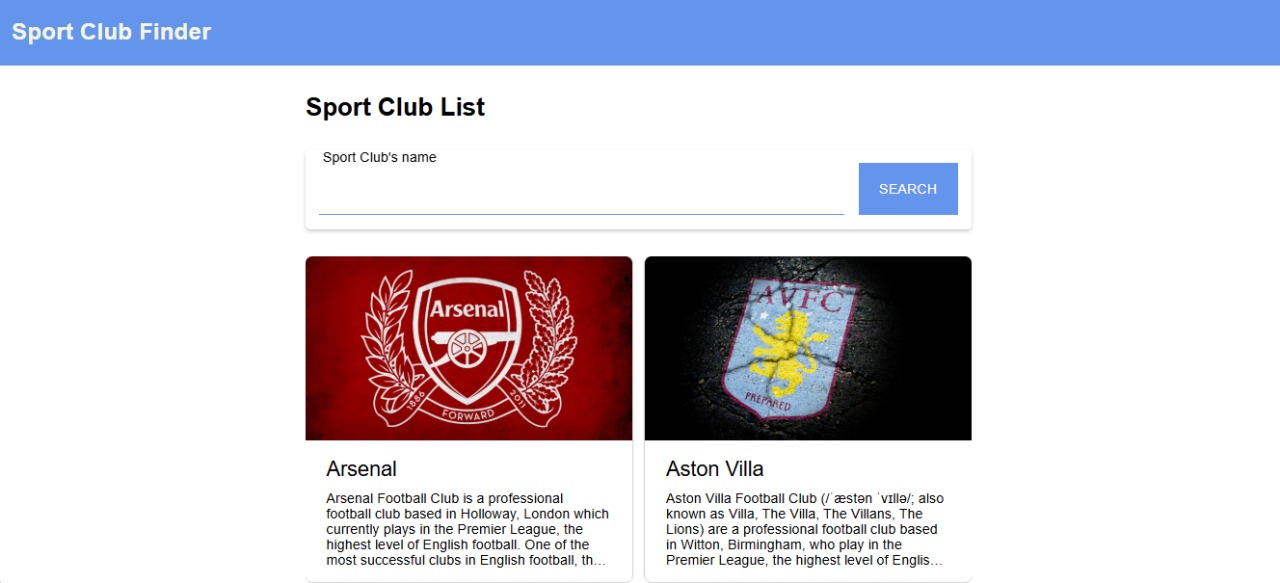 Sport Club Finder
Sport Club List
Sport Club's name
SEARCH
Arsenal
1886
FORWARD
2011
Arsenal
Arsenal Football Club is a professional
football club based in Holloway, London which
currently plays in the Premier League, the
highest level of English football. One of the
most successful clubs in English football, th…
AVFC
PREPARED
Aston Villa
Aston Villa Football Club (/ˈæstən ˈvɪllə/; also
known as Villa, The Villa, The Villans, The
Lions) are a professional football club based
in Witton, Birmingham, who play in the
Premier League, the highest level of Englis…